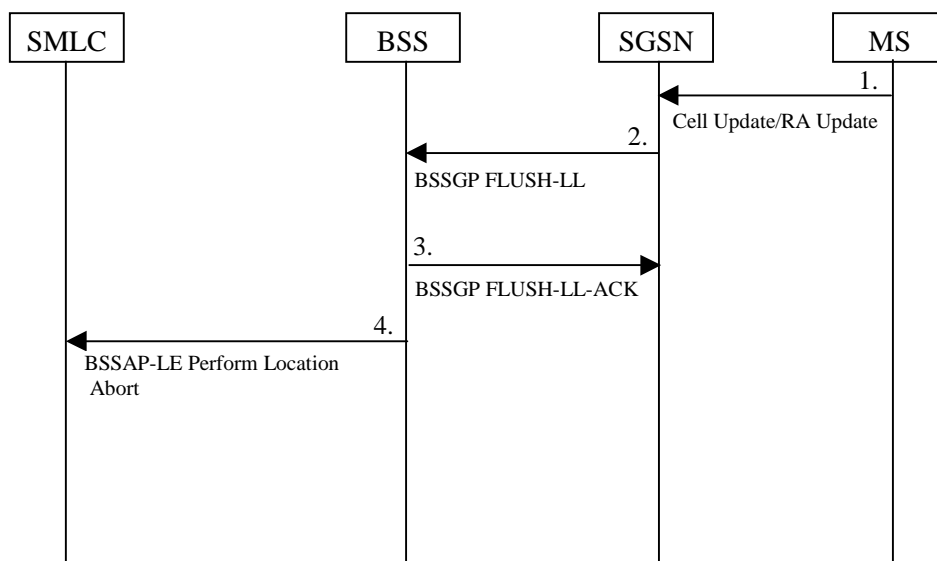 SMLC BSS SGSN MS
1.
Cell Update/RA Update
2.
BSSGP FLUSH-LL
3.
BSSGP FLUSH-LL-ACK
4.
BSSAP-LE Perform Location
Abort